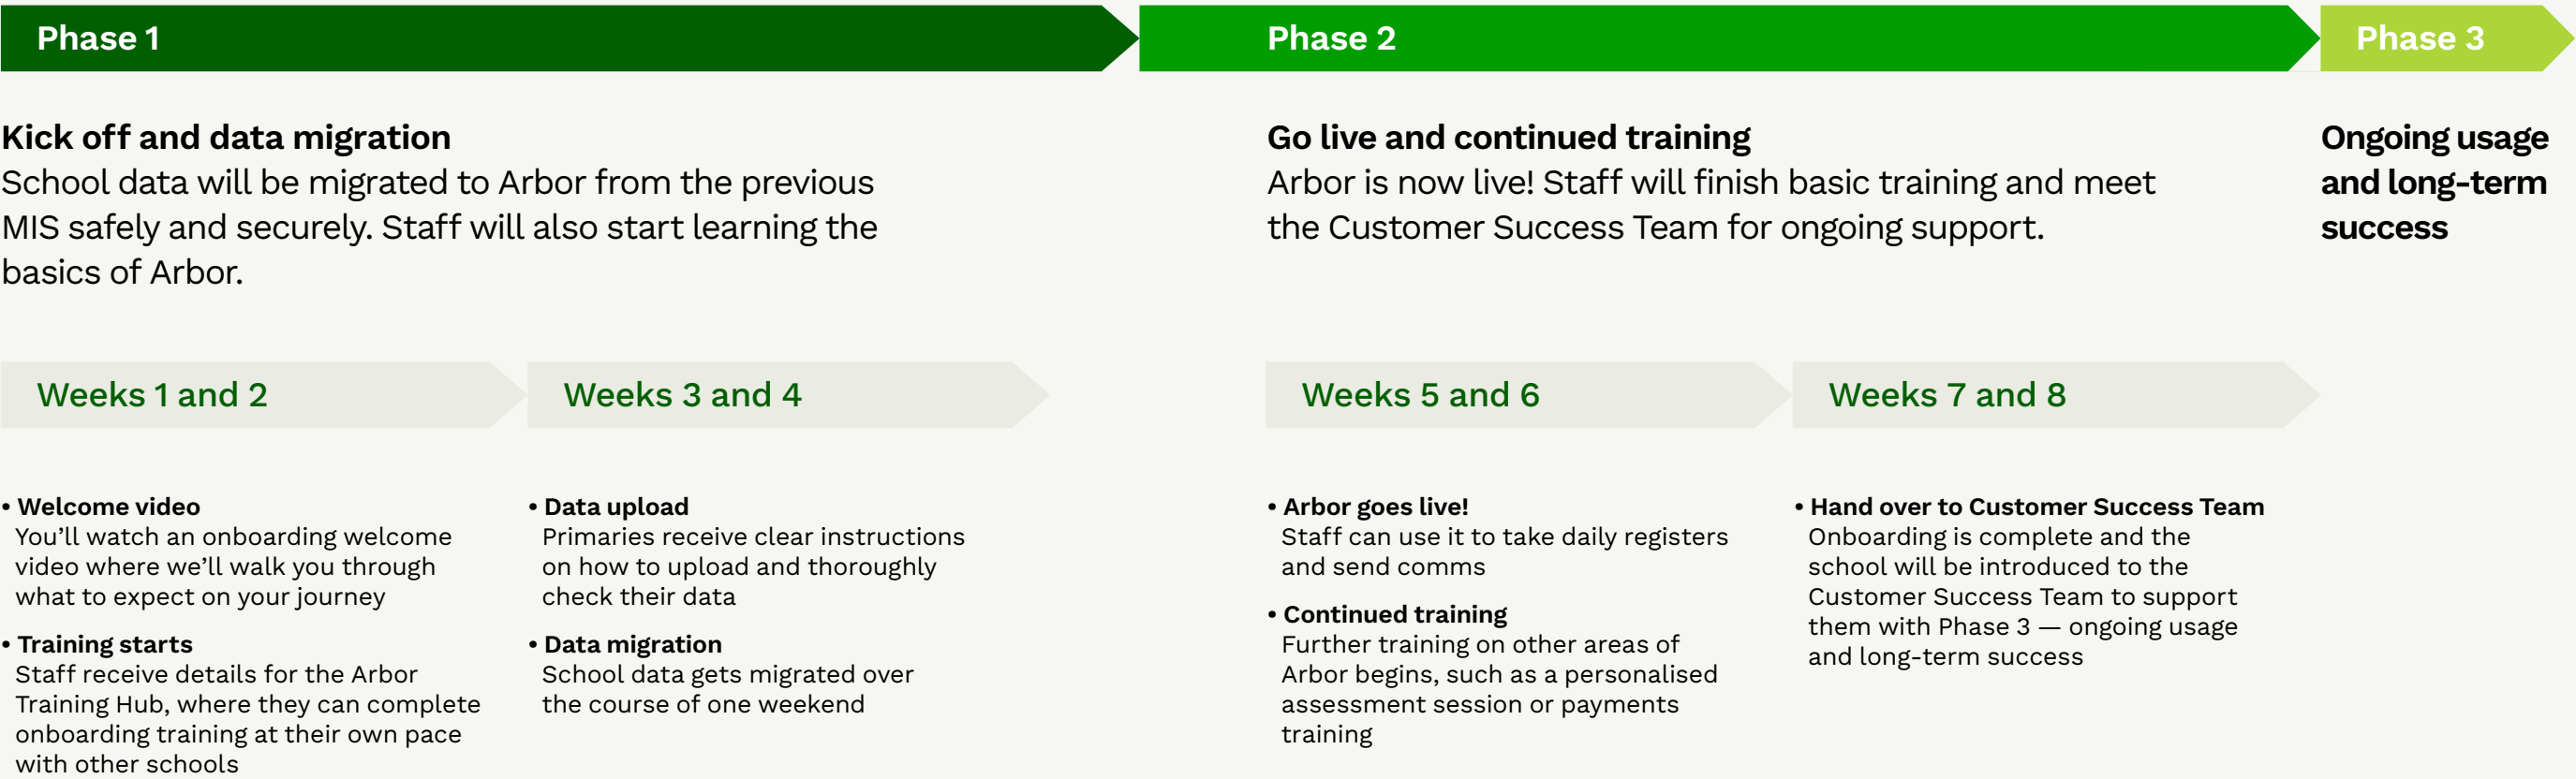 Phase 1
Phase 2
Phase 3
Kick off and data migration
School data will be migrated to Arbor from the previous
MIS safely and securely. Staff will also start learning the
basics of Arbor.
Go live and continued training
Arbor is now live! Staff will finish basic training and meet
the Customer Success Team for ongoing support.
Ongoing usage
and long-term
success
Weeks 1 and 2
Weeks 3 and 4
Weeks 5 and 6
Weeks 7 and 8
• Welcome video
You’ll watch an onboarding welcome
video where we’ll walk you through
what to expect on your journey
• Training starts
Staff receive details for the Arbor
Training Hub, where they can complete
onboarding training at their own pace
with other schools
• Data upload
Primaries receive clear instructions
on how to upload and thoroughly
check their data
• Data migration
School data gets migrated over
the course of one weekend
• Arbor goes live!
Staff can use it to take daily registers
and send comms
• Continued training
Further training on other areas of
Arbor begins, such as a personalised
assessment session or payments
training
• Hand over to Customer Success Team
Onboarding is complete and the
school will be introduced to the
Customer Success Team to support
them with Phase 3 — ongoing usage
and long-term success